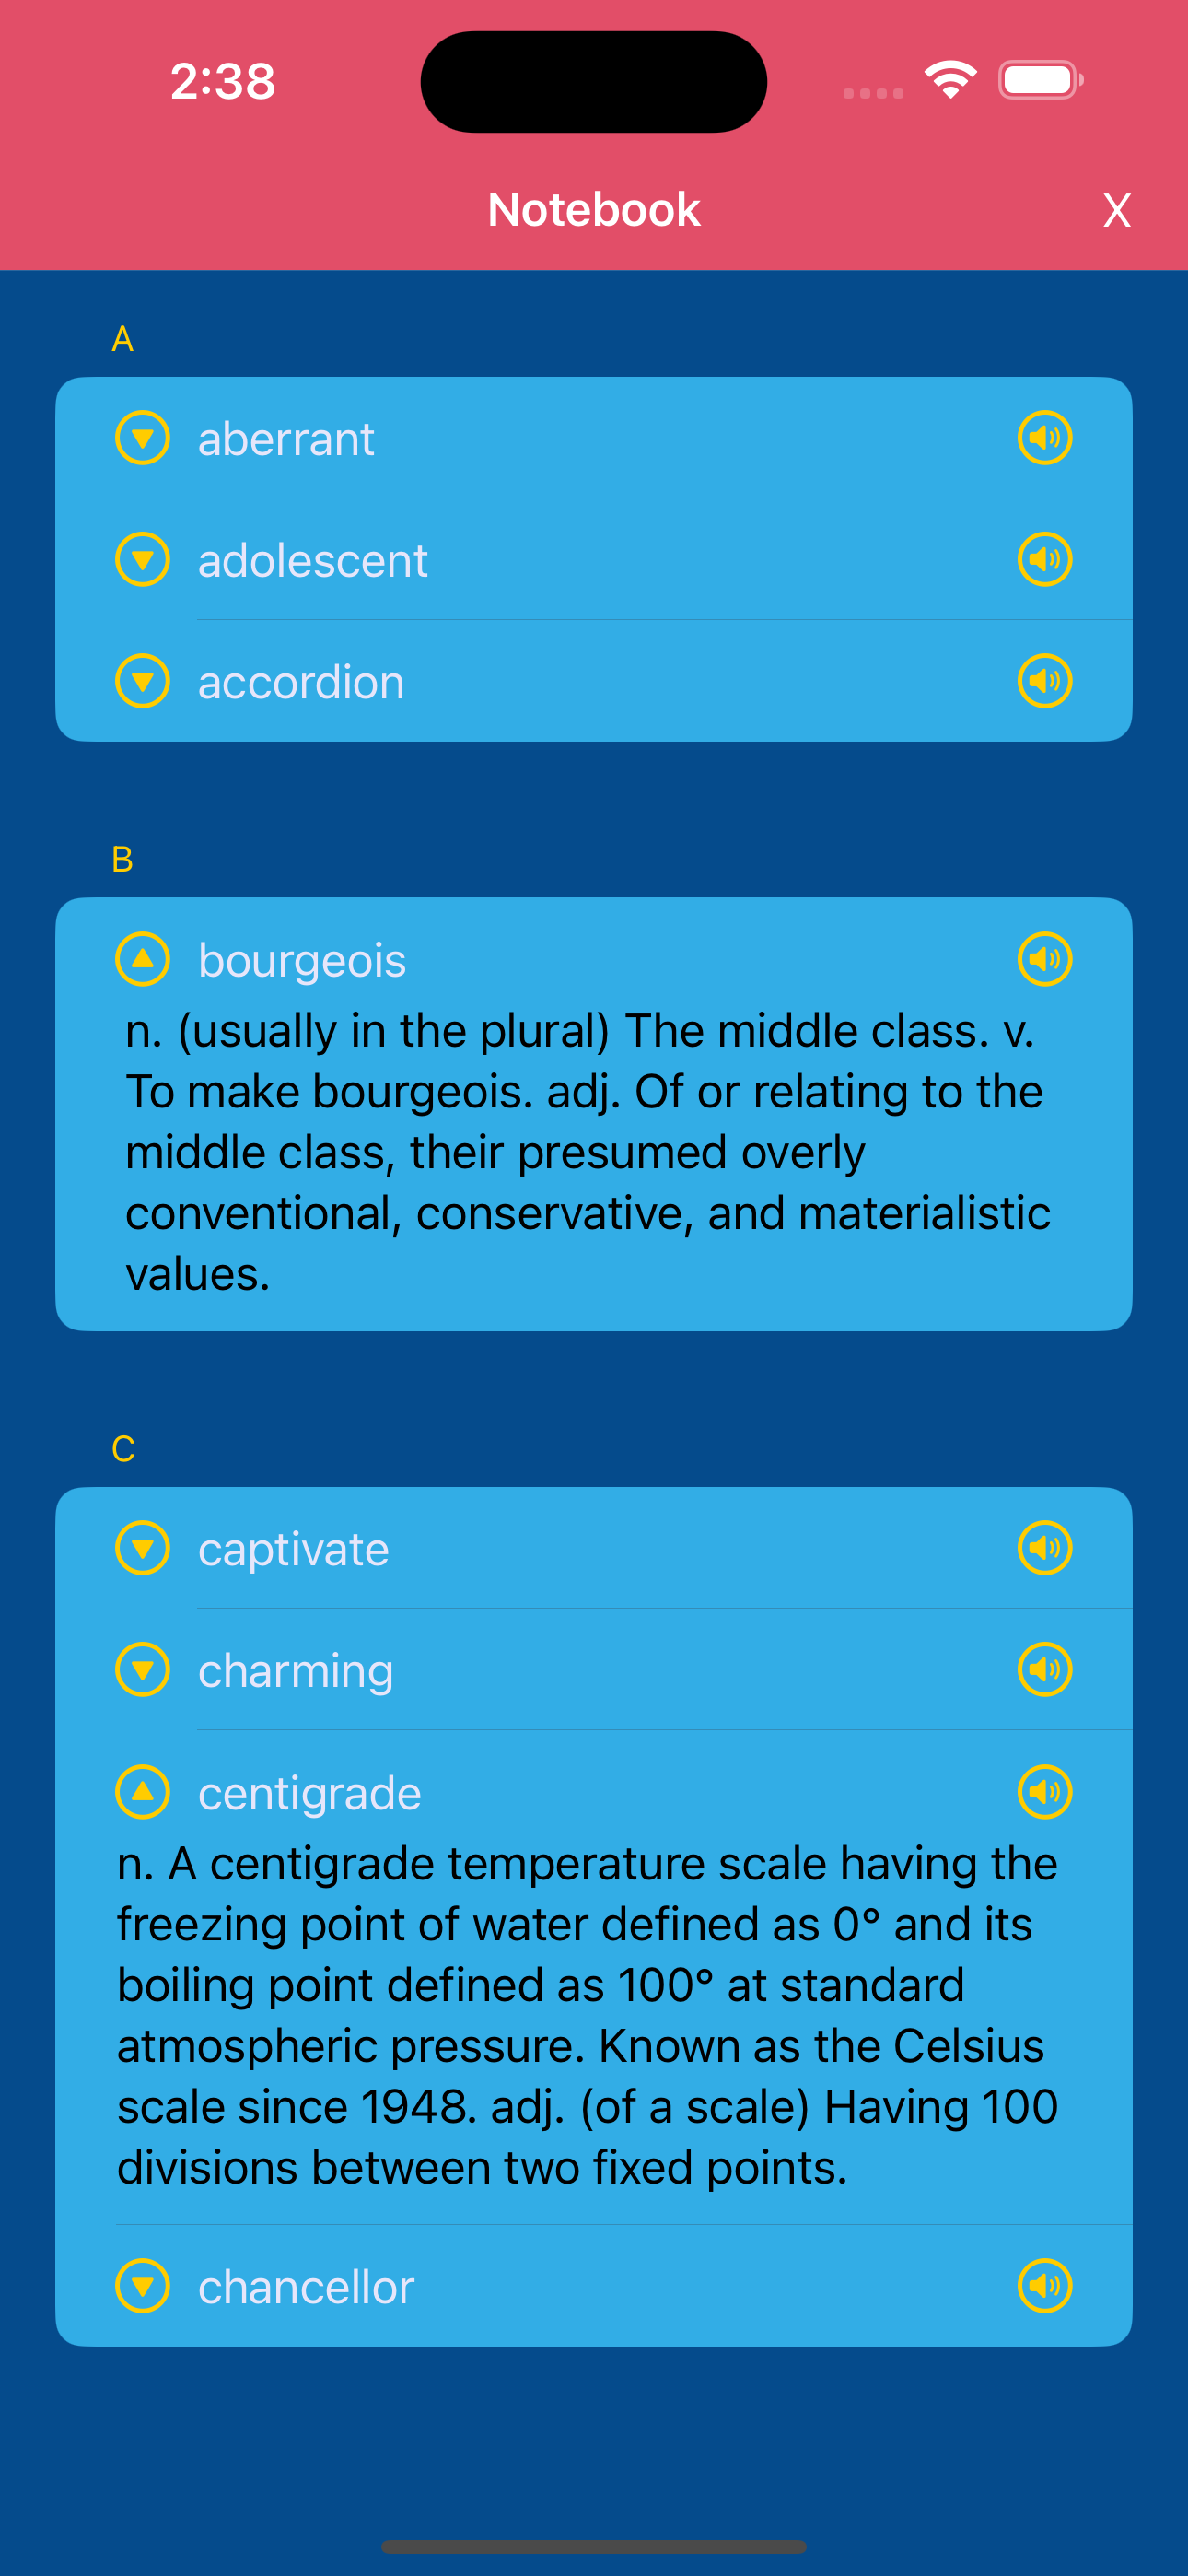 2:38
Notebook
X
A
aberrant
adolescent
accordion
B
bourgeois
n. (usually in the plural) The middle class. v.
To make bourgeois. adj. Of or relating to the
middle class, their presumed overly
conventional, conservative, and materialistic
values.
C
captivate
charming
centigrade
n. A centigrade temperature scale having the
freezing point of water defined as 0° and its
boiling point defined as 100° at standard
atmospheric pressure. Known as the Celsius
scale since 1948. adj. (of a scale) Having 100
divisions between two fixed points.
chancellor